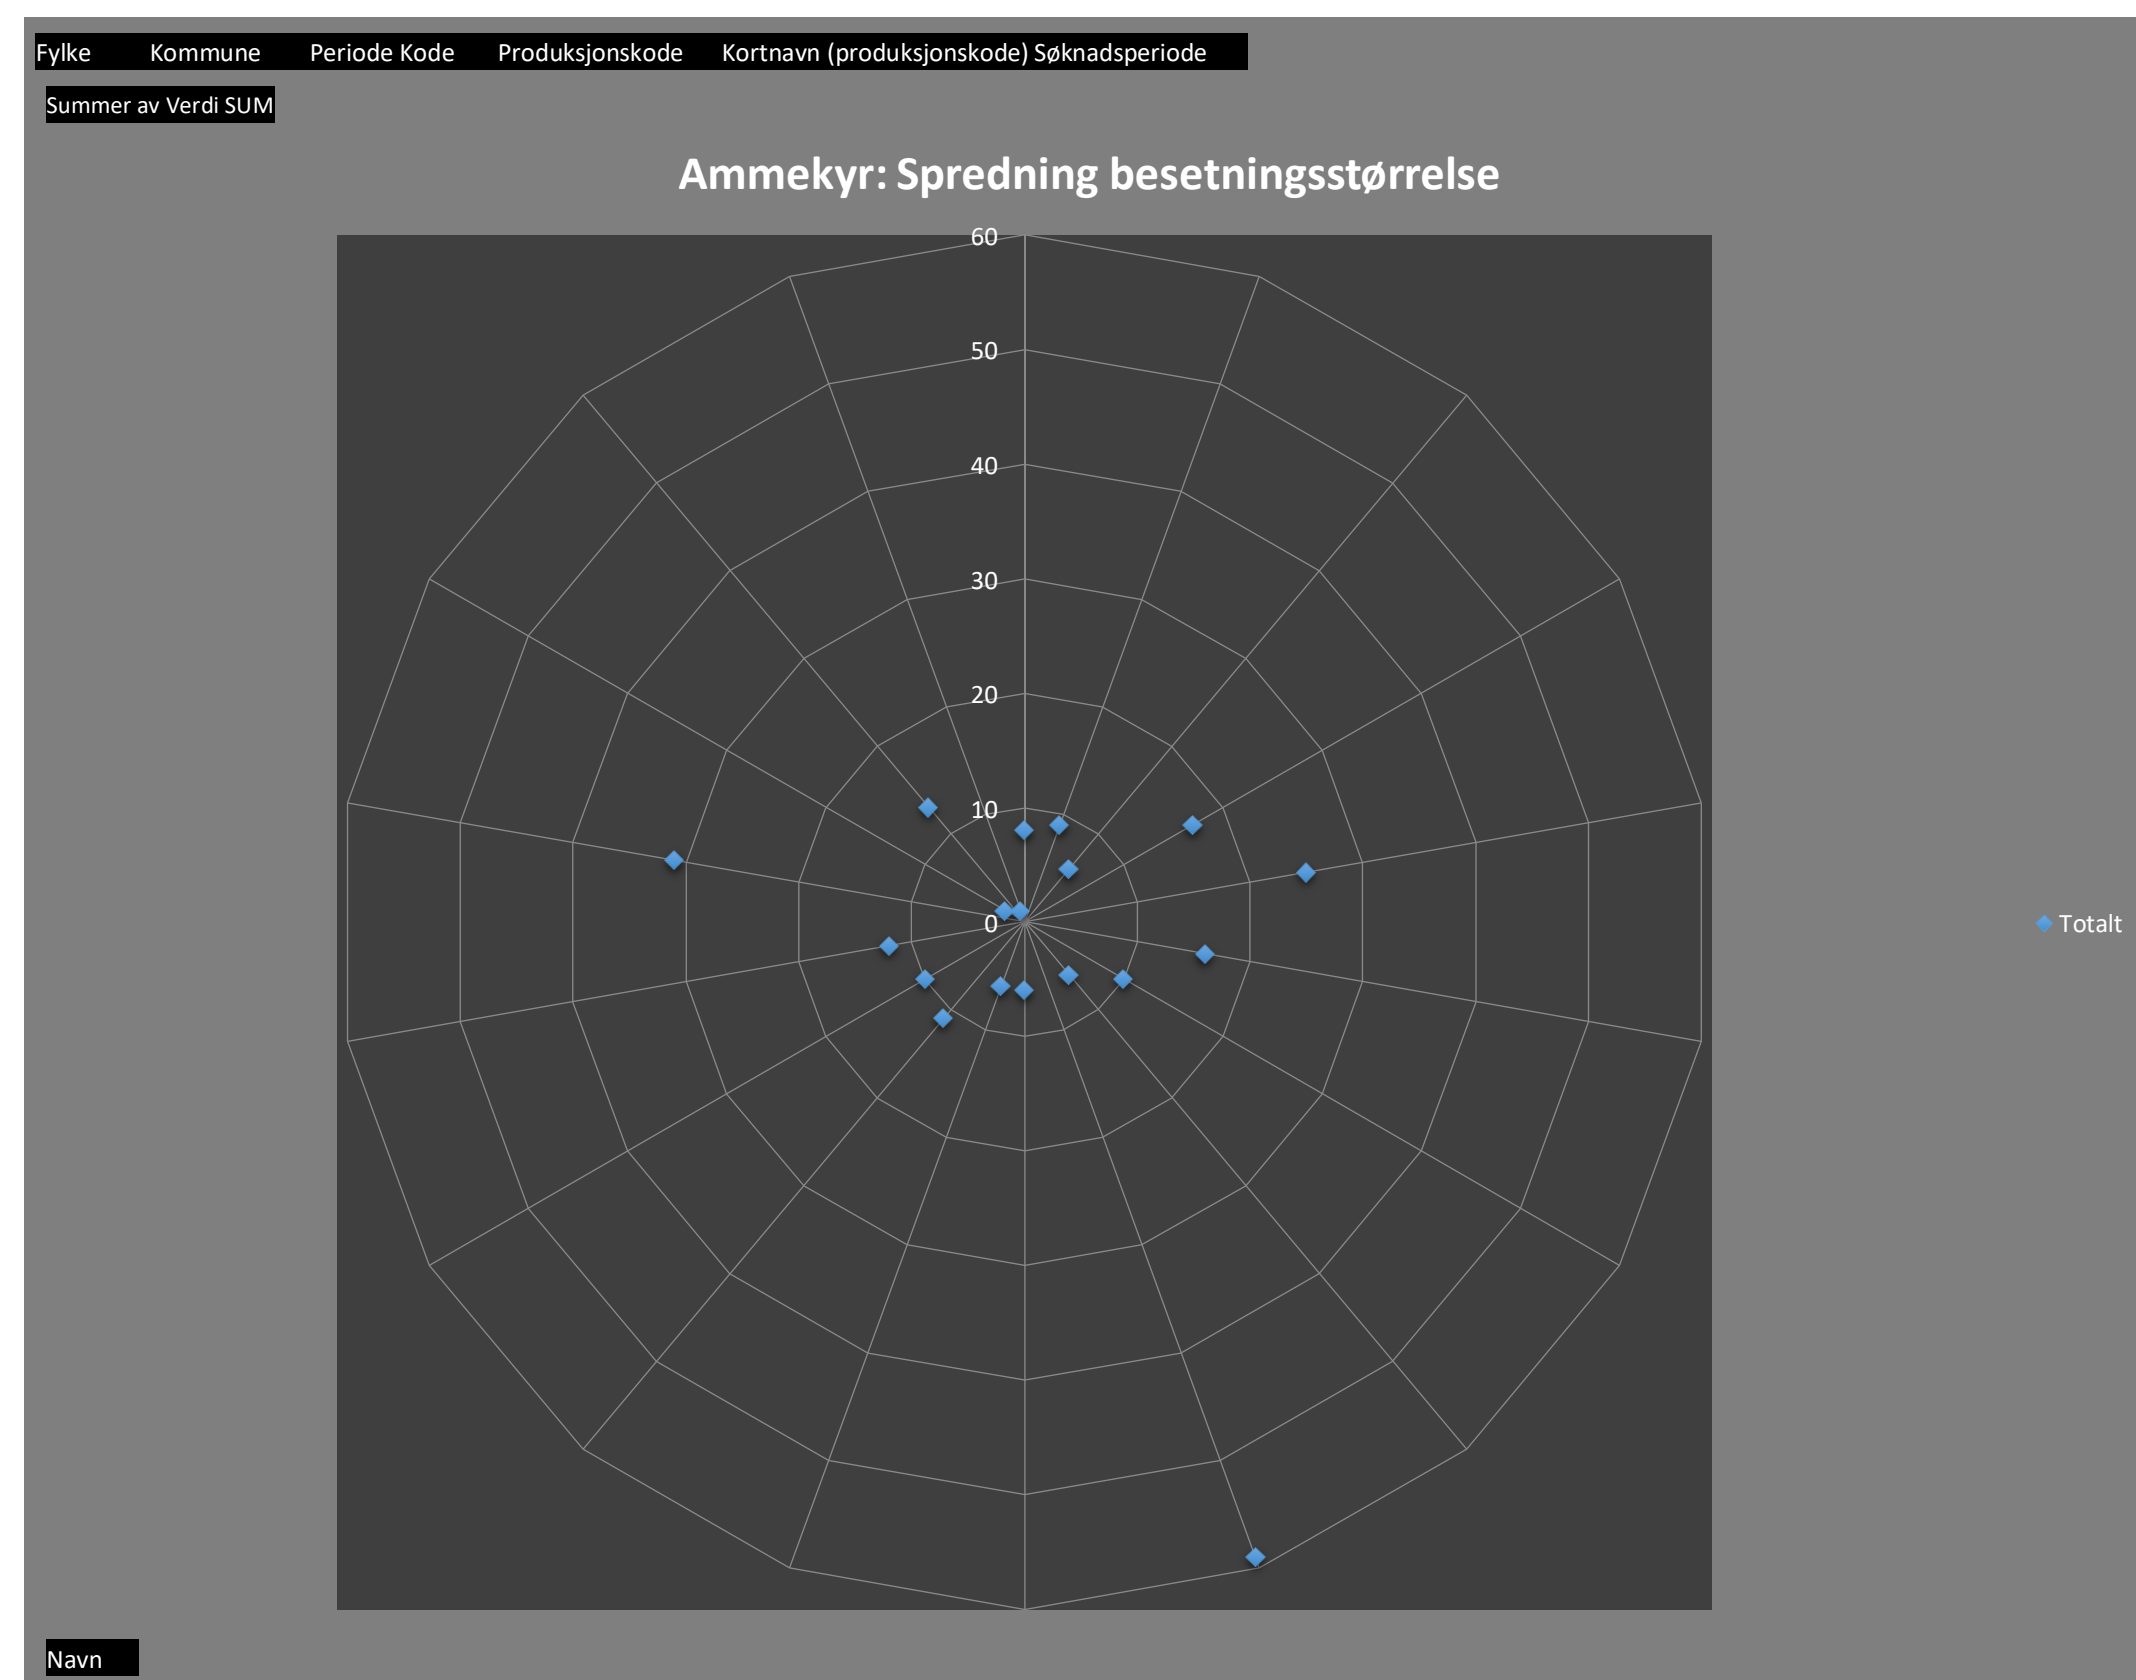 Fylke Kommune Periode Kode Produksjonskode Kortnavn (produksjonskode) Søknadsperiode
Summer av Verdi SUM
Ammekyr: Spredning besetningsstørrelse
60
50
40
30
20
10
0
Totalt
Navn